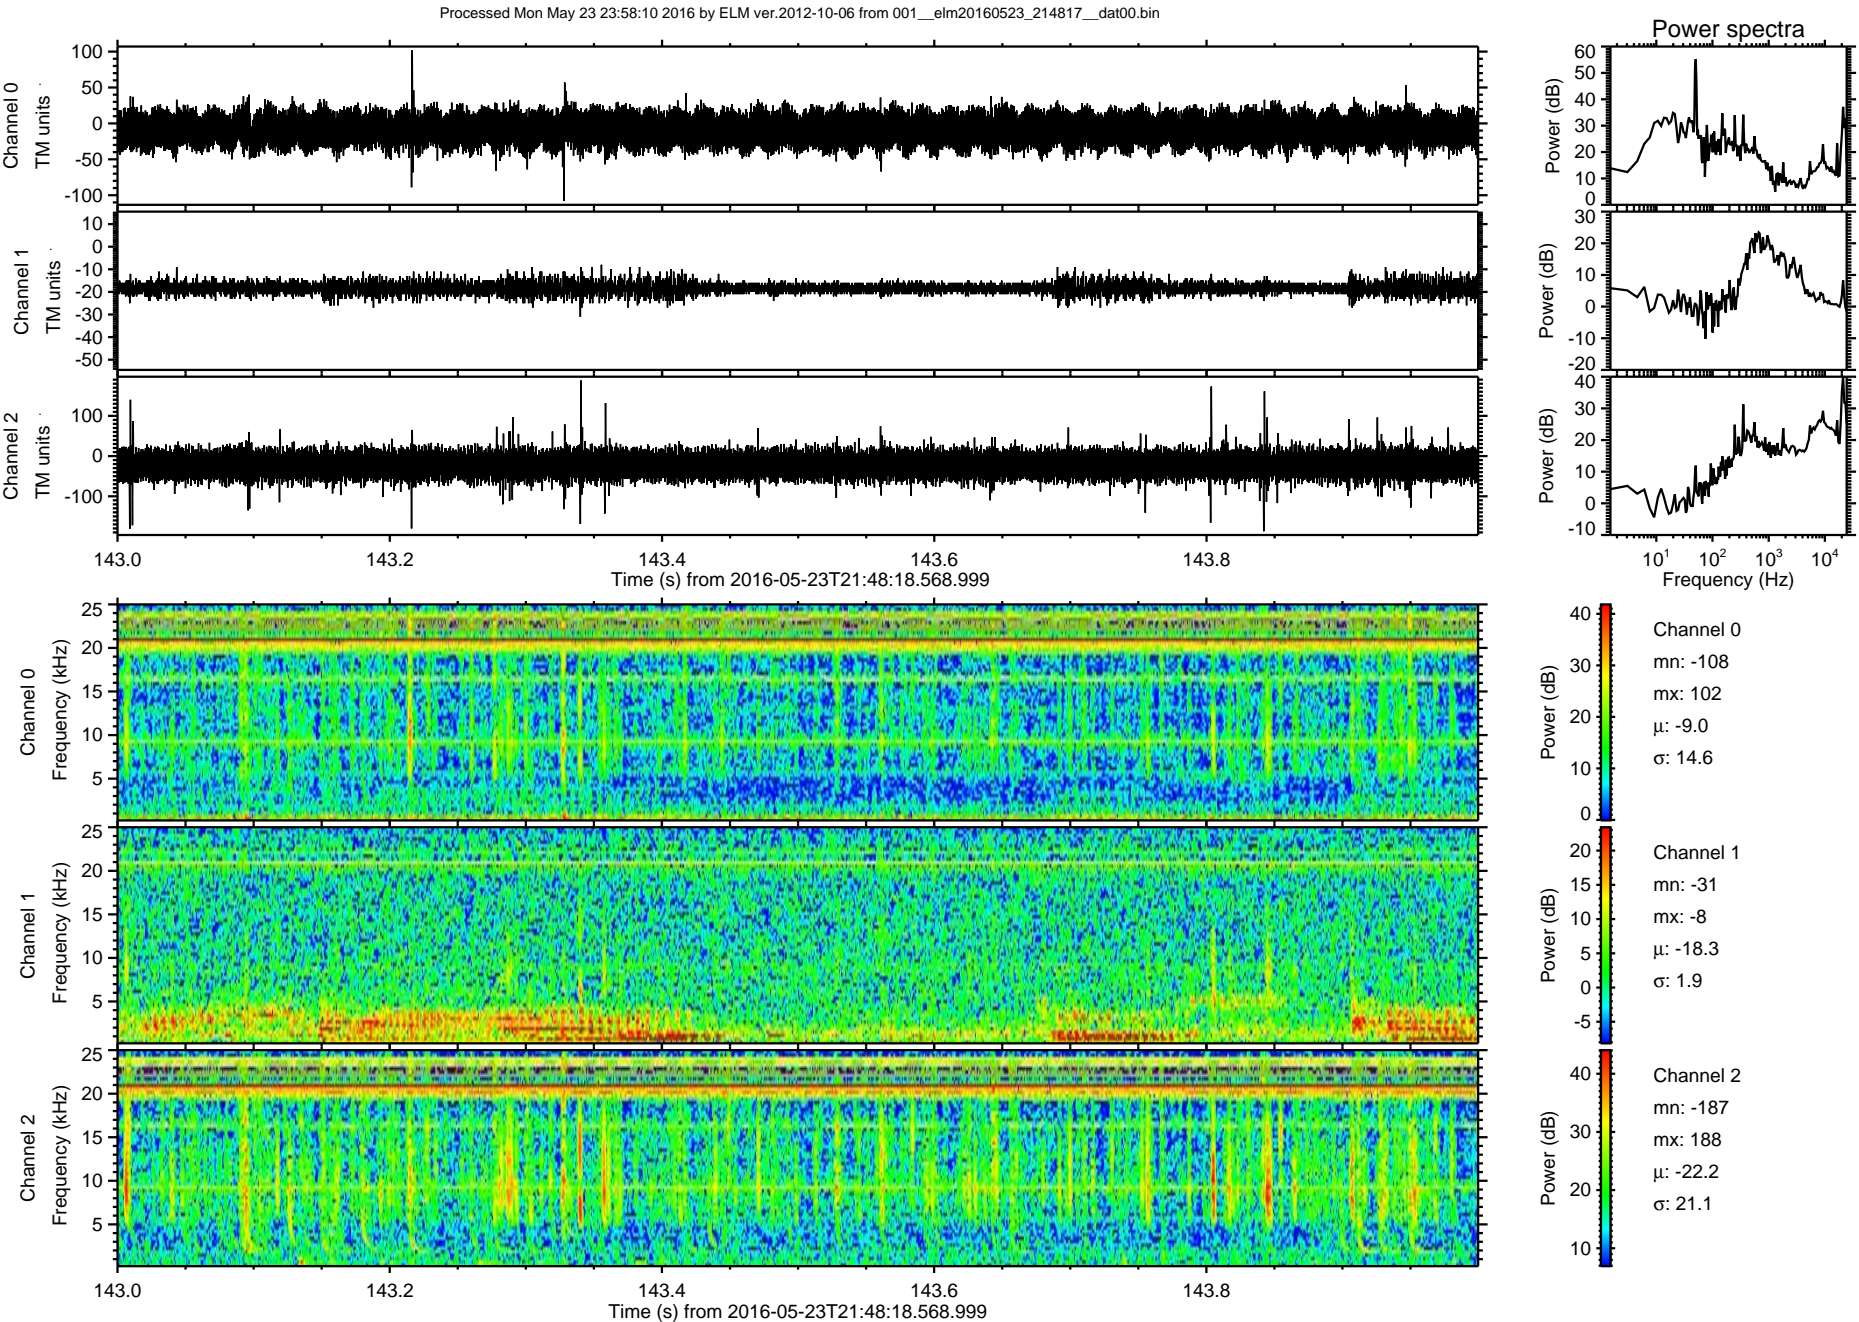 Processed Mon May 23 23:58:10 2016 by ELM ver.2012-10-06 from 001__elm20160523_214817__dat00.bin
Power spectra
Channel 0
TM units
100
50
0
-50
-100
Power (dB)
60
50
40
30
20
10
0
Channel 1
TM units
10
0
-10
-20
-30
-40
-50
Power (dB)
30
20
10
0
-10
-20
Channel 2
TM units
100
0
-100
Power (dB)
40
30
20
10
0
-10
143.0 143.2 143.4 143.6 143.8
Time (s) from 2016-05-23T21:48:18.568.999
10^1 10^2 10^3 10^4
Frequency (Hz)
Channel 0
Frequency (kHz)
25
20
15
10
5
Power (dB)
40
30
20
10
0
Channel 0
mn: -108
mx: 102
μ: -9.0
σ: 14.6
Channel 1
Frequency (kHz)
25
20
15
10
5
Power (dB)
20
15
10
5
0
-5
Channel 1
mn: -31
mx: -8
μ: -18.3
σ: 1.9
Channel 2
Frequency (kHz)
25
20
15
10
5
Power (dB)
40
30
20
10
Channel 2
mn: -187
mx: 188
μ: -22.2
σ: 21.1
143.0 143.2 143.4 143.6 143.8
Time (s) from 2016-05-23T21:48:18.568.999